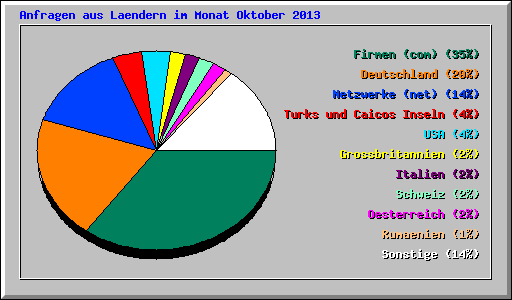 Anfragen aus Laendern im Monat Oktober 2013
Firmen (com) (35%)
Deutschland (20%)
Netzwerke (net) (14%)
Turks und Caicos Inseln (4%)
USA (4%)
Grossbritannien (2%)
Italien (2%)
Schweiz (2%)
Oesterreich (2%)
Rumaenien (1%)
Sonstige (14%)